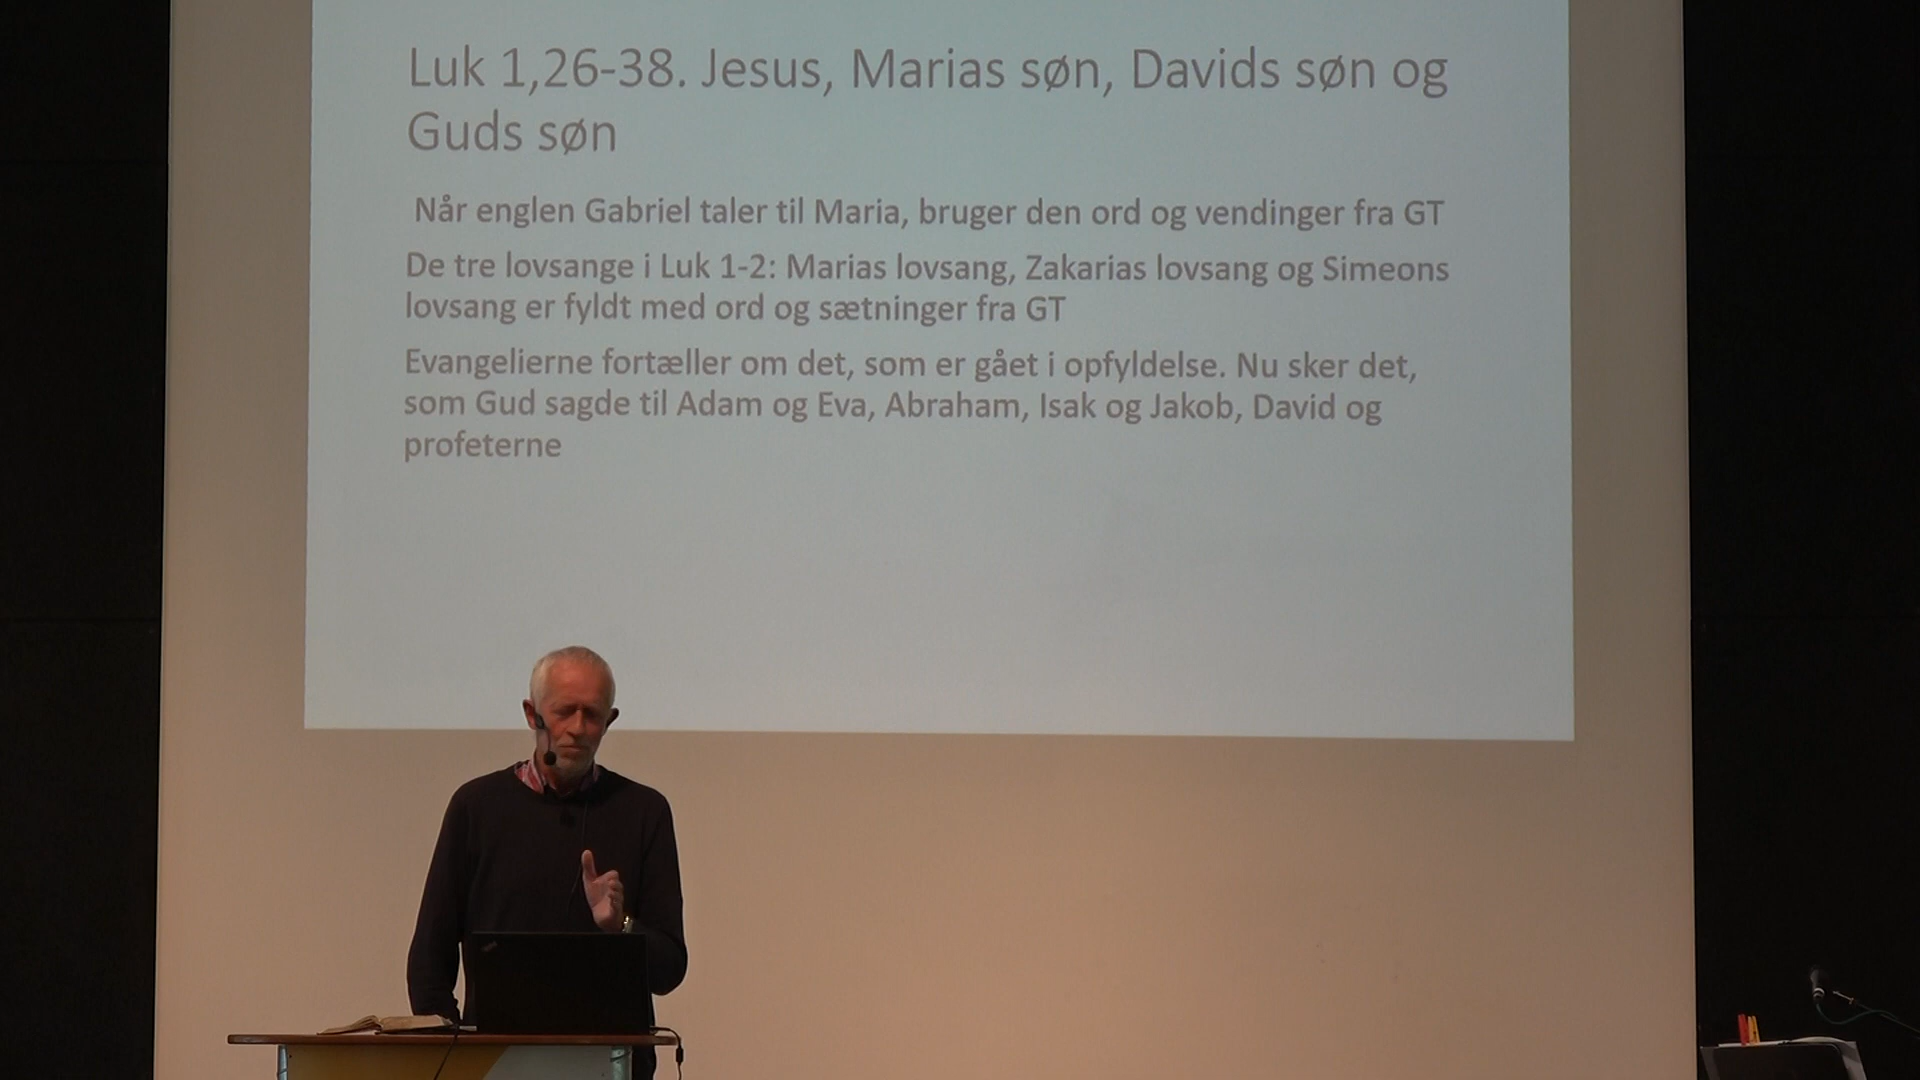 Luk 1,26-38. Jesus, Marias søn, Davids søn og
Guds søn
Når englen Gabriel taler til Maria, bruger den ord og vendinger fra GT
De tre lovsange i Luk 1-2: Marias lovsang, Zakarias lovsang og Simeons
lovsang er fyldt med ord og sætninger fra GT
Evangelierne fortæller om det, som er gået i opfyldelse. Nu sker det,
som Gud sagde til Adam og Eva, Abraham, Isak og Jakob, David og
profeterne